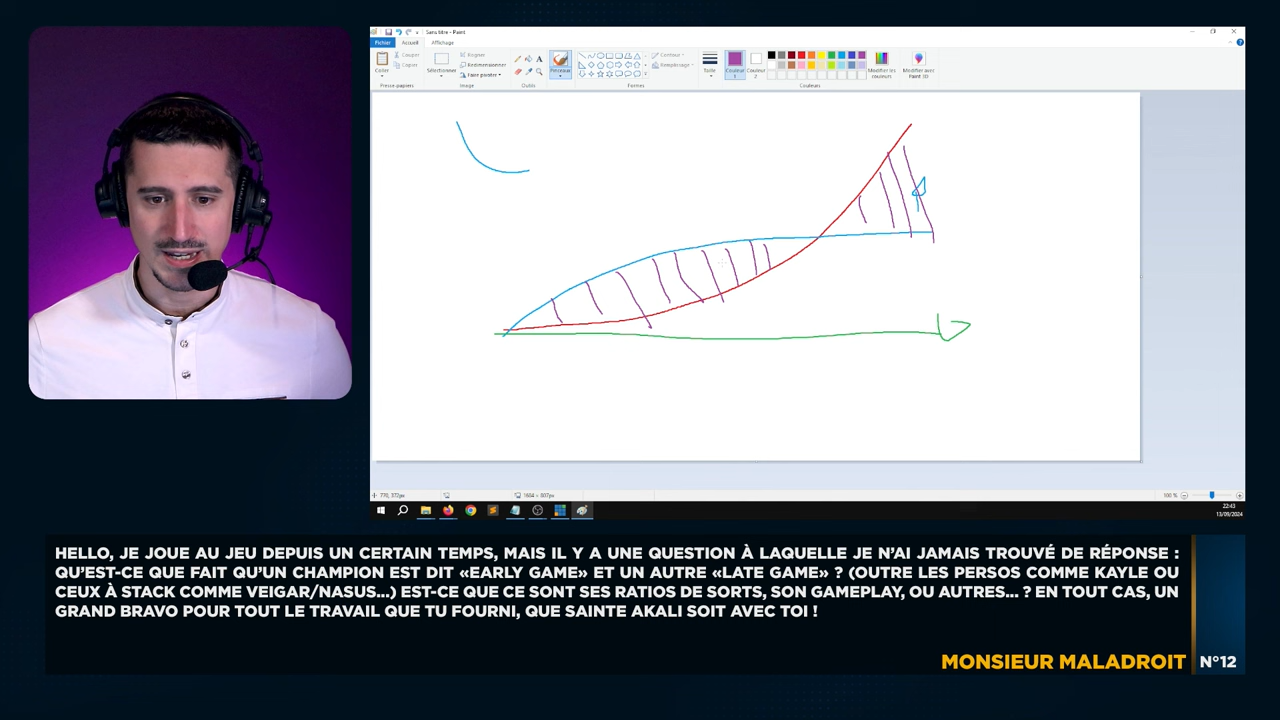 Sans titre - Paint
Fichier Accueil Affichage
Coller
Couper
Copier
Sélectionner
Rogner
Redimensionner
Faire pivoter
Pinceaux
Contour
Remplissage
Taille
Couleur 1
Couleur 2
Modifier les couleurs
Modifier avec Paint 3D
Presse-papiers Image Outils Formes Couleurs
100 %
22:43
13/09/2024
HELLO, JE JOUE AU JEU DEPUIS UN CERTAIN TEMPS, MAIS IL Y A UNE QUESTION À LAQUELLE JE N'AI JAMAIS TROUVÉ DE RÉPONSE :
QU'EST-CE QUE FAIT QU'UN CHAMPION EST DIT «EARLY GAME» ET UN AUTRE «LATE GAME» ? (OUTRE LES PERSOS COMME KAYLE OU
CEUX À STACK COMME VEIGAR/NASUS...) EST-CE QUE CE SONT SES RATIOS DE SORTS, SON GAMEPLAY, OU AUTRES... ? EN TOUT CAS, UN
GRAND BRAVO POUR TOUT LE TRAVAIL QUE TU FOURNI, QUE SAINTE AKALI SOIT AVEC TOI !
MONSIEUR MALADROIT N°12